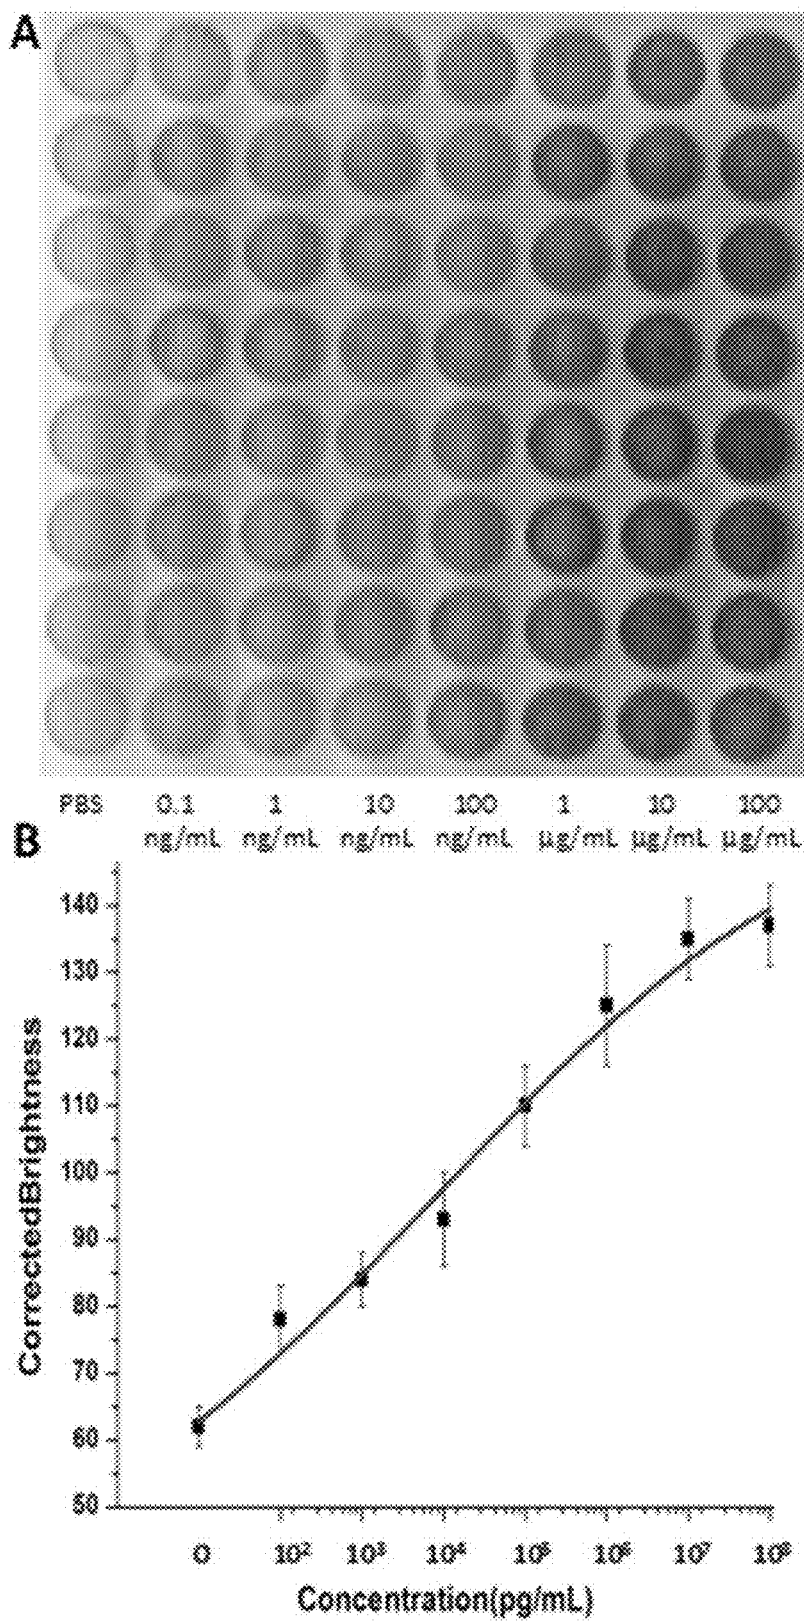 A
PBS 0.1 1 10 100 1 10 100
ng/mL ng/mL ng/mL ng/mL µg/mL µg/mL µg/mL
B
140
130
120
110
100
90
80
70
60
50
CorrectedBrightness
0 10² 10³ 10⁴ 10⁵ 10⁶ 10⁷ 10⁸
Concentration(pg/mL)